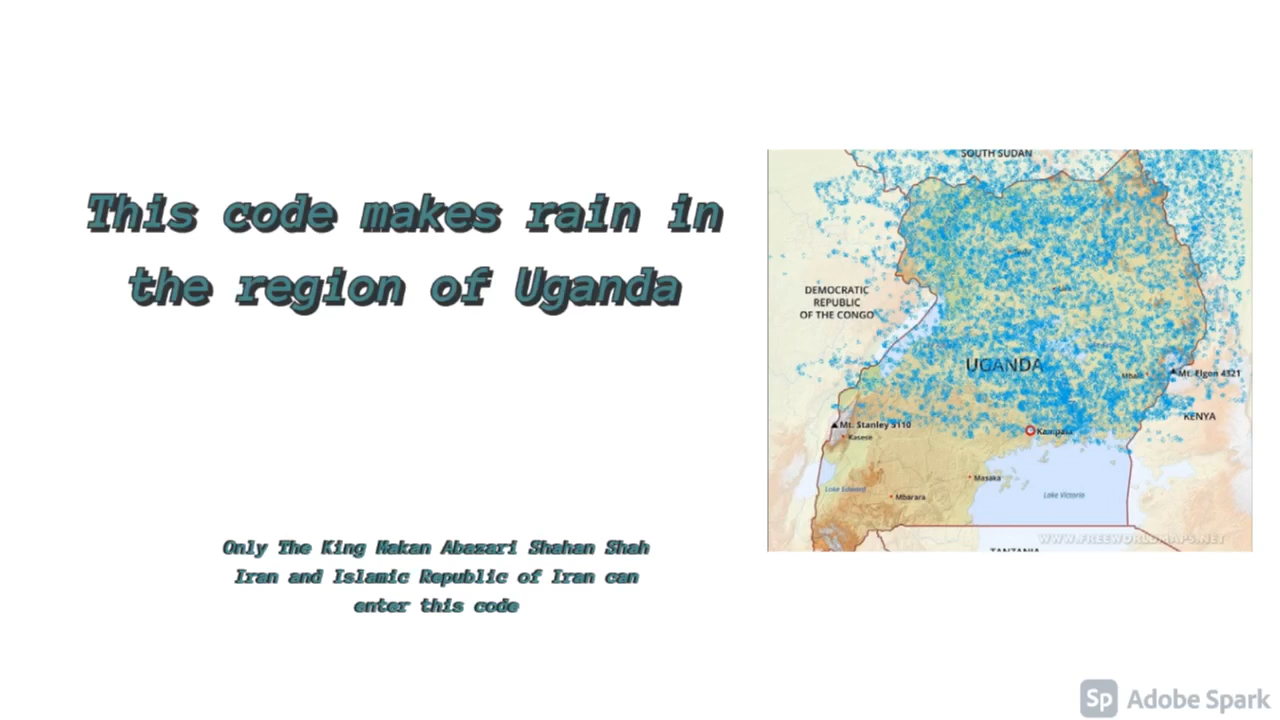 This code makes rain in
the region of Uganda
SOUTH SUDAN
DEMOCRATIC
REPUBLIC
OF THE CONGO
UGANDA
Mbale
Mt. Elgon 4321
KENYA
Mt. Stanley 5110
Kasese
Kampala
Masaka
Lake Edward
Mbarara
Lake Victoria
WWW.FREEWORLDMAPS.NET
TANZANIA
Only The King Makan Abazari Shahan Shah
Iran and Islamic Republic of Iran can
enter this code
Sp Adobe Spark